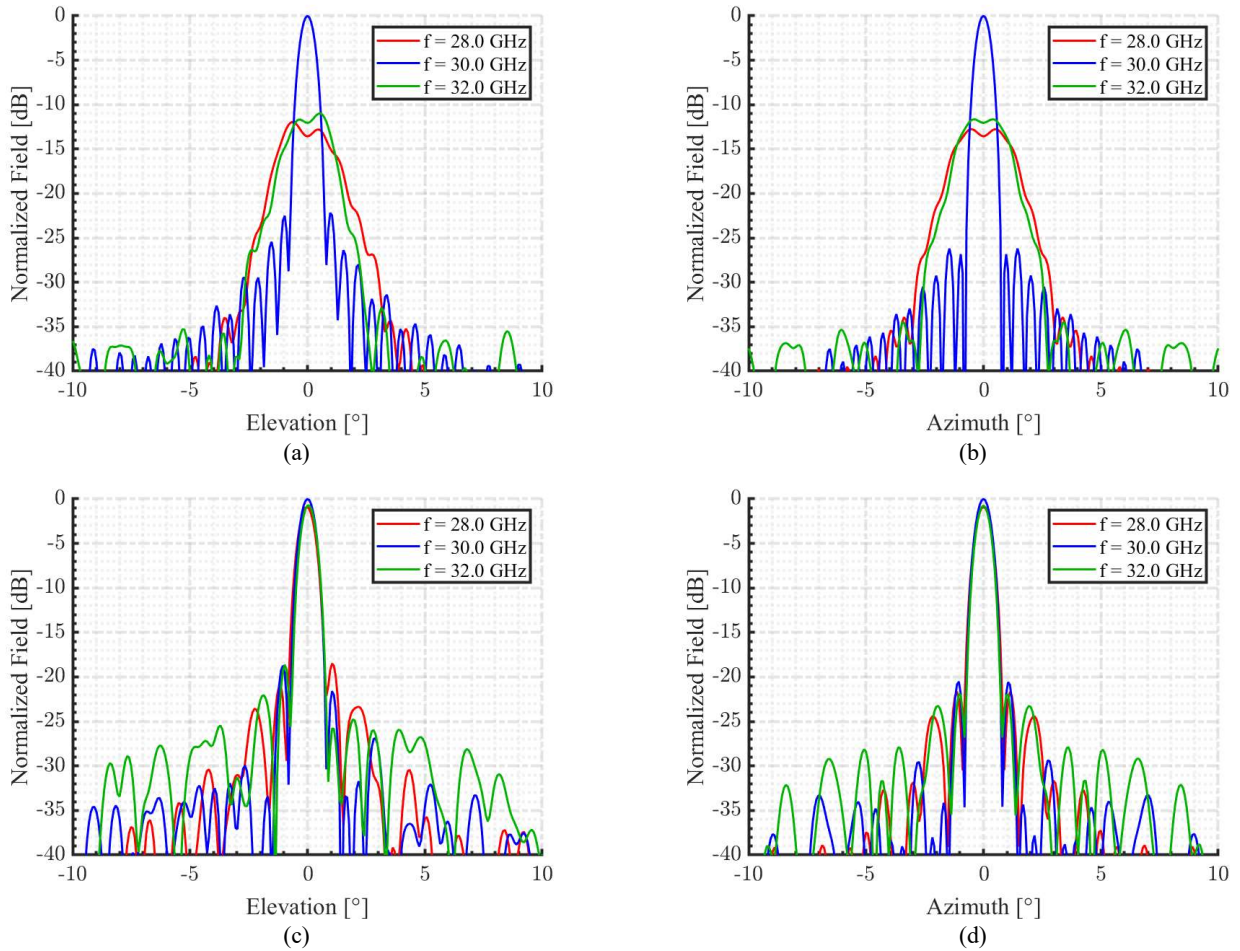 0
-5
-10
-15
-20
-25
-30
-35
-40
Normalized Field [dB]
f = 28.0 GHz
f = 30.0 GHz
f = 32.0 GHz
-10
-5
0
5
10
Elevation [°]
(a)
0
-5
-10
-15
-20
-25
-30
-35
-40
Normalized Field [dB]
f = 28.0 GHz
f = 30.0 GHz
f = 32.0 GHz
-10
-5
0
5
10
Azimuth [°]
(b)
0
-5
-10
-15
-20
-25
-30
-35
-40
Normalized Field [dB]
f = 28.0 GHz
f = 30.0 GHz
f = 32.0 GHz
-10
-5
0
5
10
Elevation [°]
(c)
0
-5
-10
-15
-20
-25
-30
-35
-40
Normalized Field [dB]
f = 28.0 GHz
f = 30.0 GHz
f = 32.0 GHz
-10
-5
0
5
10
Azimuth [°]
(d)